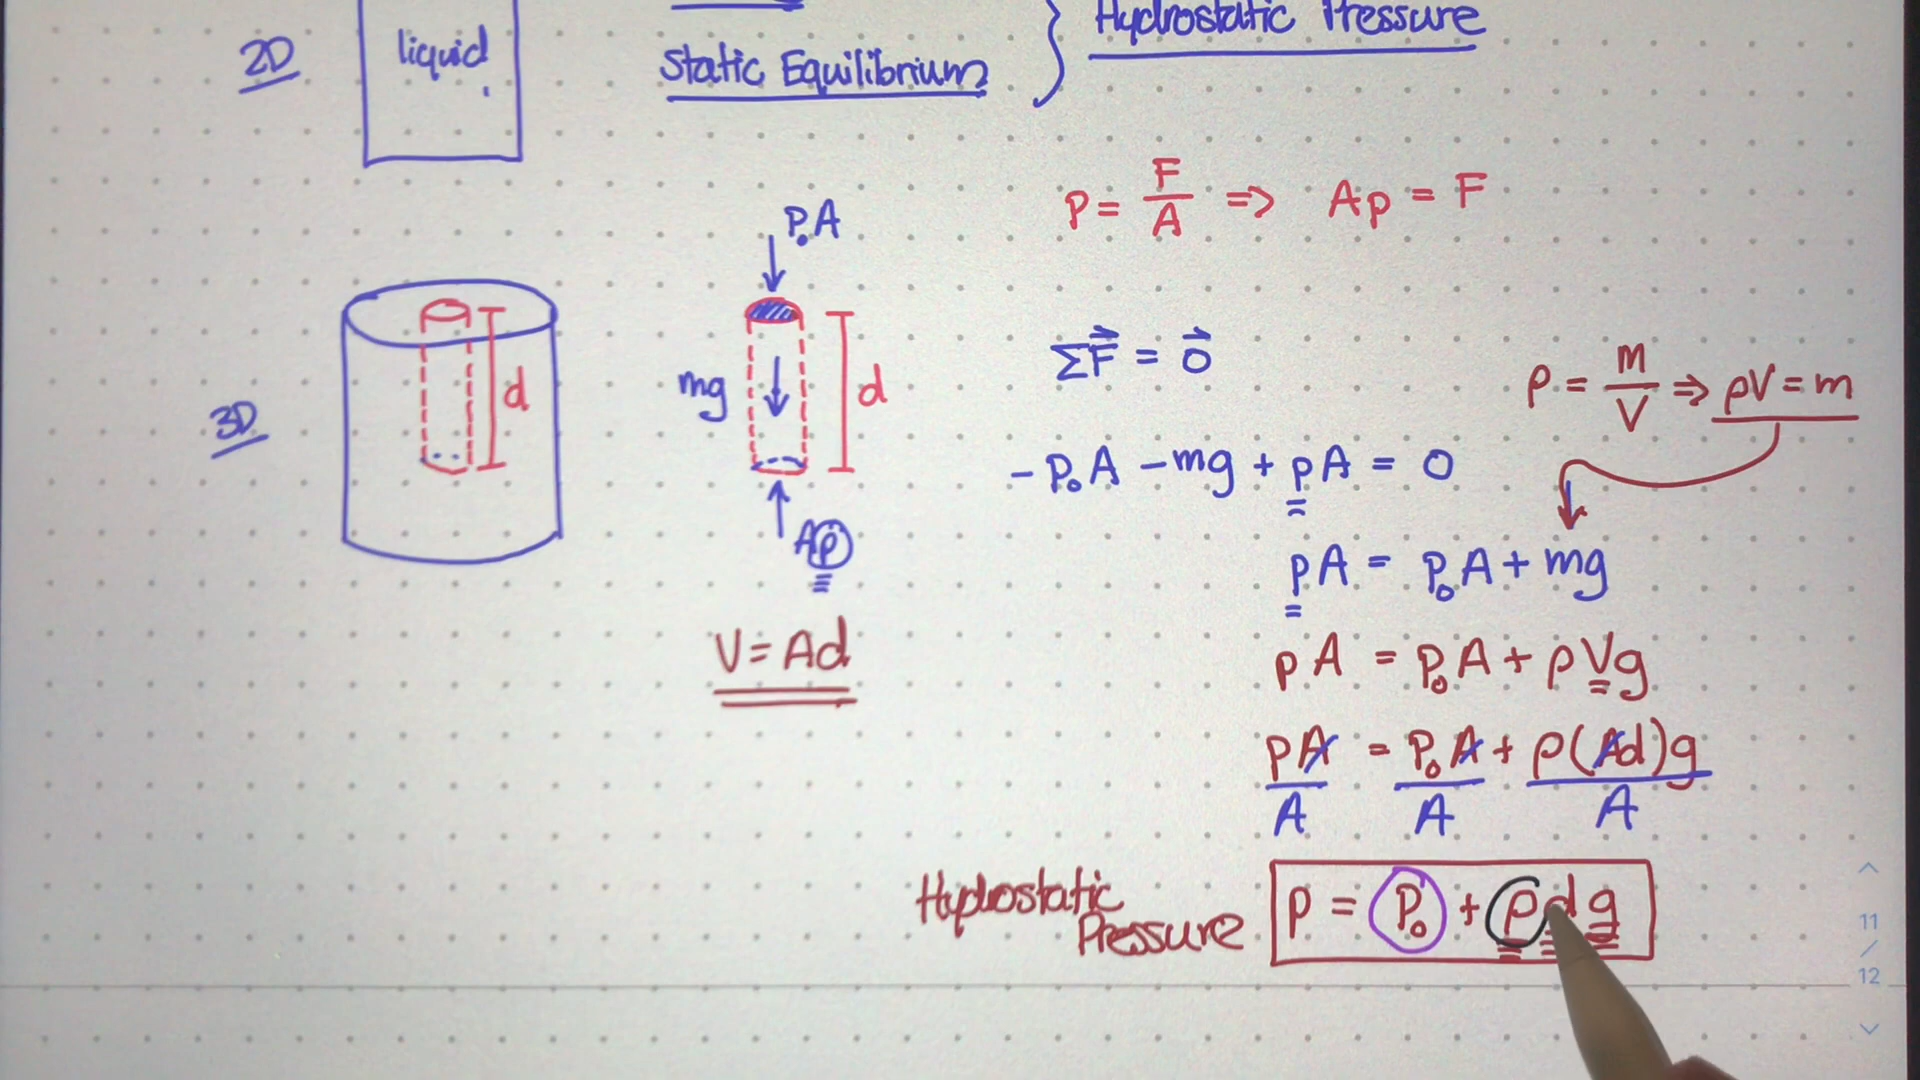 2D
liquid
Static Equilibrium
Hydrostatic Pressure
p = F/A ⇒ Ap = F
P₀A
mg
d
Ap
V = Ad
3D
d
ΣF⃗ = 0⃗
ρ = m/V ⇒ ρV = m
- P₀A - mg + pA = 0
pA = P₀A + mg
pA = P₀A + ρVg
pA/A = P₀A/A + ρ(Ad)g/A
Hydrostatic
Pressure
p = P₀ + ρdg
11
/
12